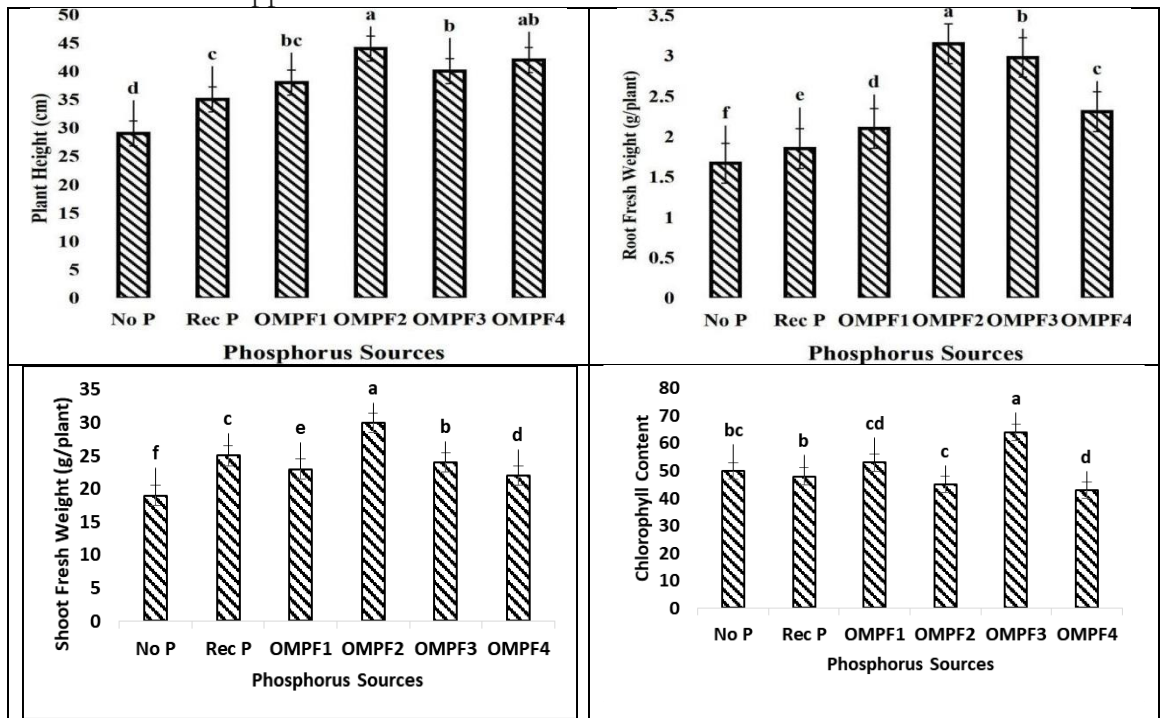 50
45
40
35
30
25
20
15
10
5
0
Plant Height (cm)
d
c
bc
a
b
ab
No P Rec P OMPF1 OMPF2 OMPF3 OMPF4
Phosphorus Sources
3.5
3
2.5
2
1.5
1
0.5
0
Root Fresh Weight (g/plant)
f
e
d
a
b
c
No P Rec P OMPF1 OMPF2 OMPF3 OMPF4
Phosphorus Sources
35
30
25
20
15
10
5
0
Shoot Fresh Weight (g/plant)
f
c
e
a
b
d
No P Rec P OMPF1 OMPF2 OMPF3 OMPF4
Phosphorus Sources
80
70
60
50
40
30
20
10
0
Chlorophyll Content
bc
b
cd
c
a
d
No P Rec P OMPF1 OMPF2 OMPF3 OMPF4
Phosphorus Sources